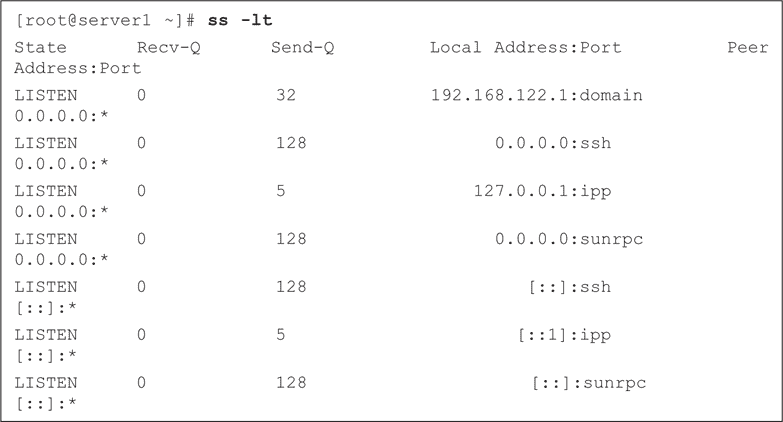 [root@server1 ~]# ss -lt
State Recv-Q Send-Q Local Address:Port Peer
Address:Port
LISTEN 0 32 192.168.122.1:domain
0.0.0.0:*
LISTEN 0 128 0.0.0.0:ssh
0.0.0.0:*
LISTEN 0 5 127.0.0.1:ipp
0.0.0.0:*
LISTEN 0 128 0.0.0.0:sunrpc
0.0.0.0:*
LISTEN 0 128 [::]:ssh
[::]:*
LISTEN 0 5 [::1]:ipp
[::]:*
LISTEN 0 128 [::]:sunrpc
[::]:*